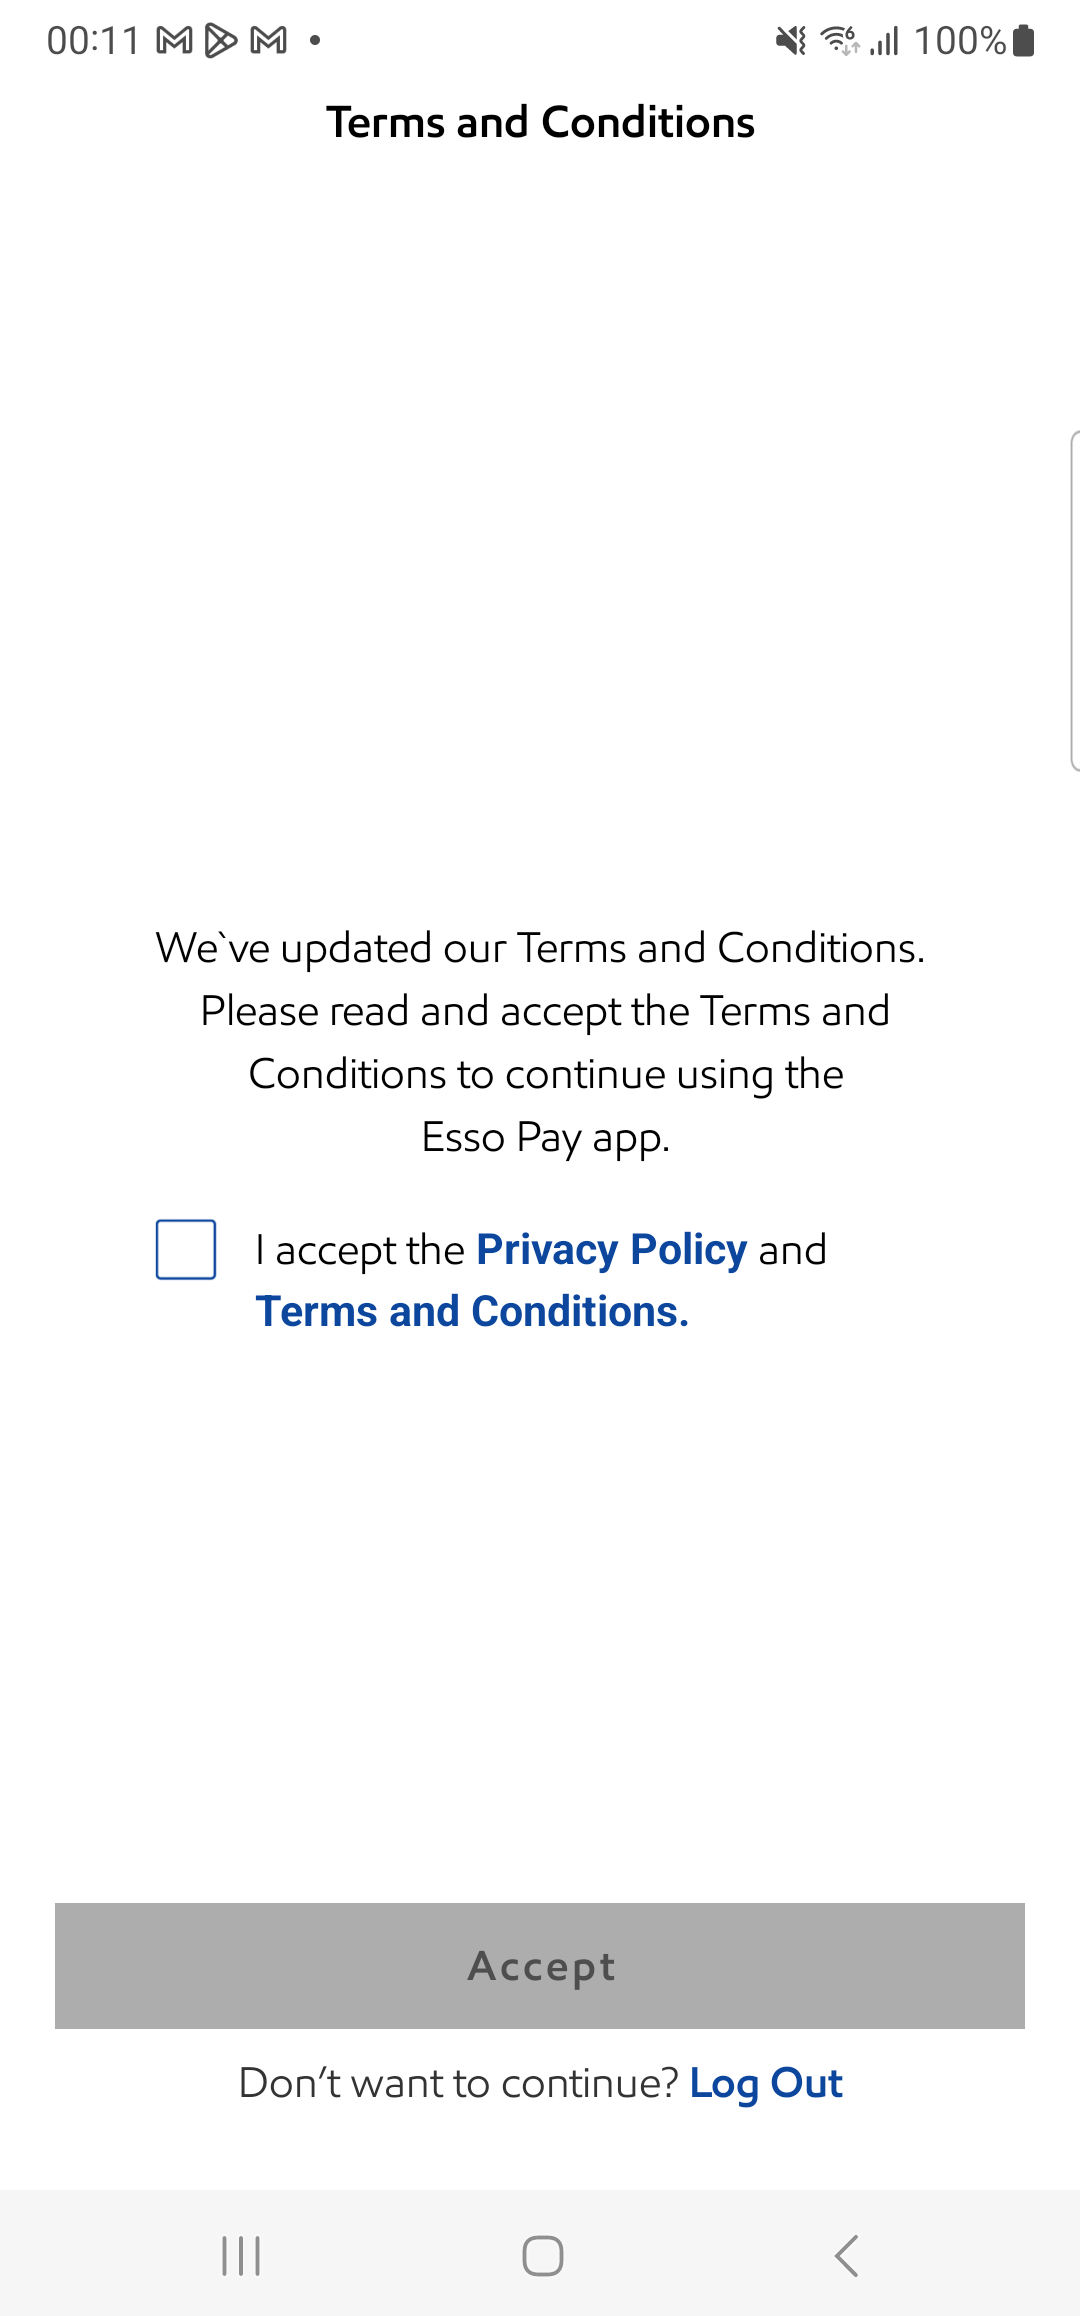 00:11
100%
Terms and Conditions
We`ve updated our Terms and Conditions.
Please read and accept the Terms and
Conditions to continue using the
Esso Pay app.
I accept the Privacy Policy and
Terms and Conditions.
Accept
Don’t want to continue? Log Out